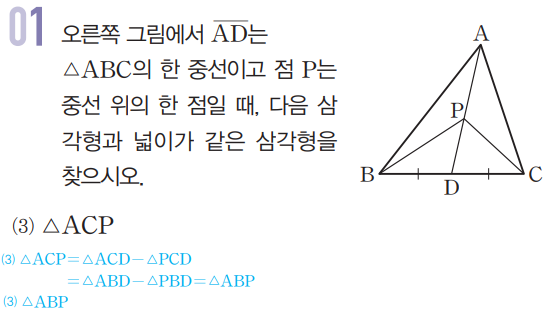 01 오른쪽 그림에서 AD는
△ABC의 한 중선이고 점 P는
중선 위의 한 점일 때, 다음 삼
각형과 넓이가 같은 삼각형을
찾으시오.
A
P
B
D
C
(3) △ACP
(3) △ACP=△ACD-△PCD
=△ABD-△PBD=△ABP
(3) △ABP